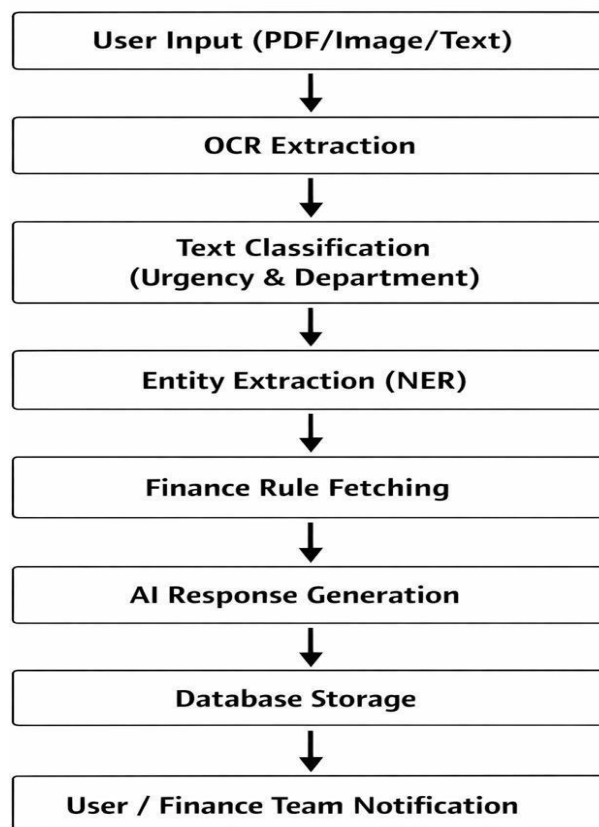 User Input (PDF/Image/Text)
OCR Extraction
Text Classification
(Urgency & Department)
Entity Extraction (NER)
Finance Rule Fetching
AI Response Generation
Database Storage
User / Finance Team Notification